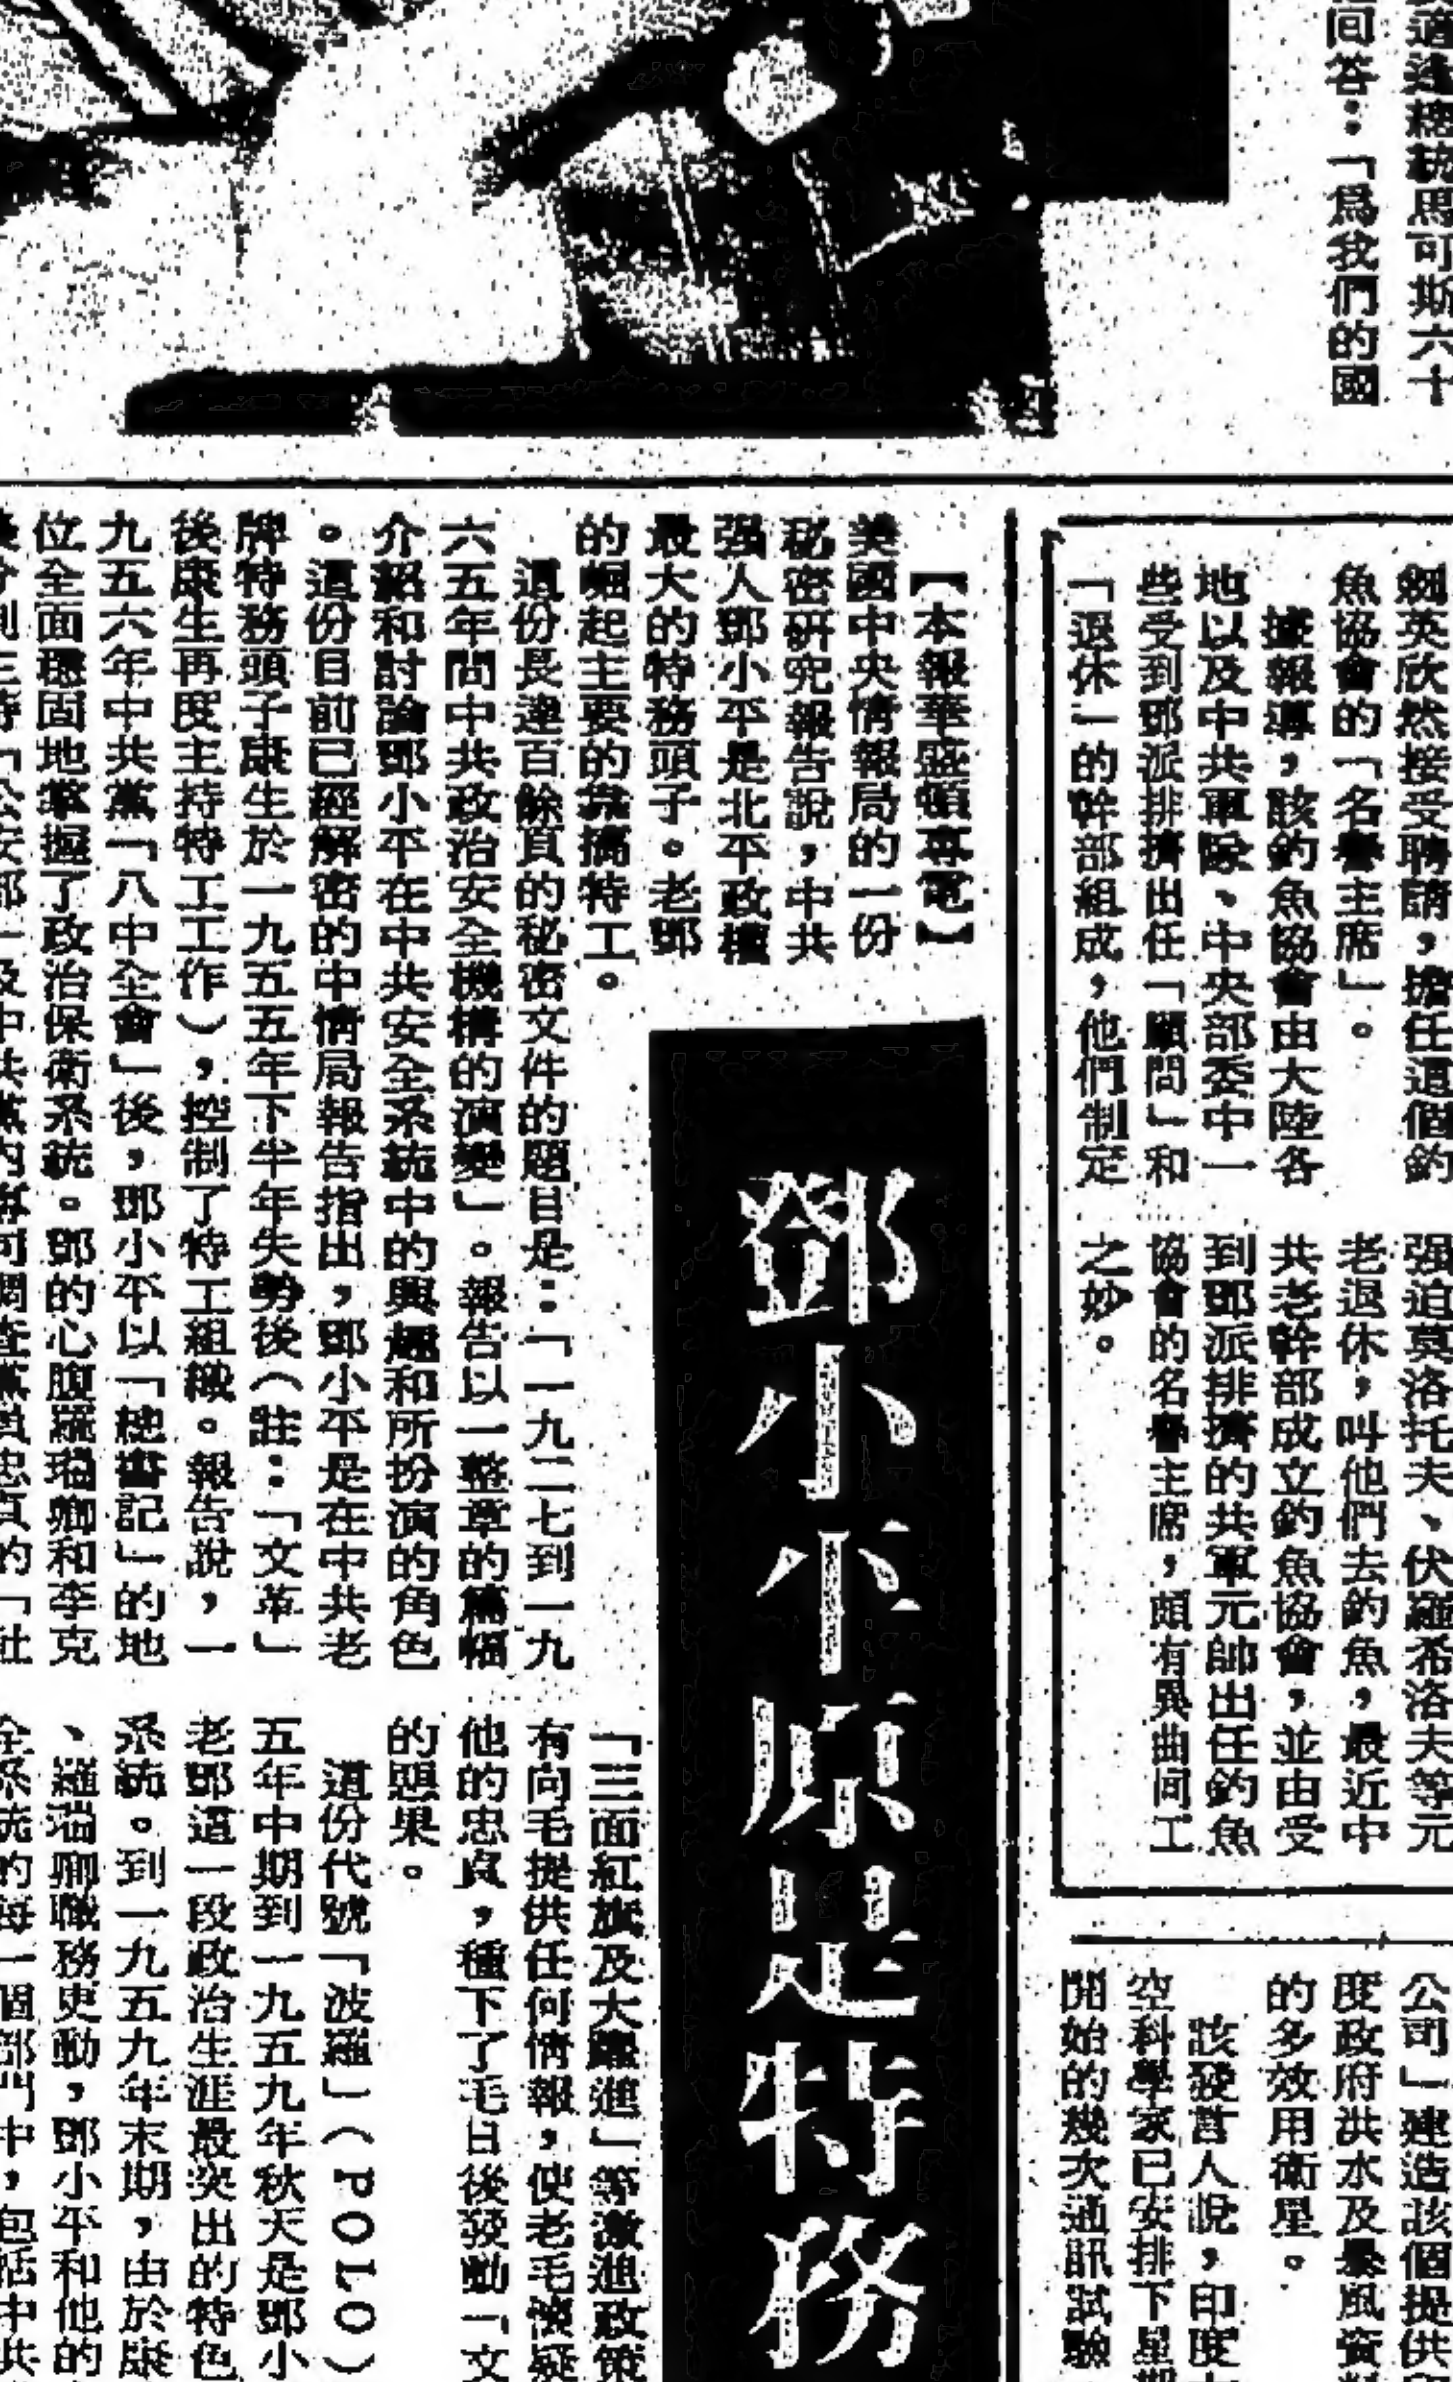 統馬可斯六十
回答：「爲我們的國
劍英欣然接受聘請，擔任這個釣
魚協會的「名譽主席」。
據報導，該釣魚協會由大陸各
地以及中共軍隊、中央部委中一
些受到鄧派排擠出任「顧問」和
「退休」的幹部組成，他們制定
强迫莫洛托夫、伏羅希洛夫等元
老退休，叫他們去釣魚，最近中
共老幹部成立釣魚協會，並由受
到鄧派排擠的共軍元帥出任釣魚
協會的名譽主席，頗有異曲同工
之妙。
公司」建造該個提供
度政府洪水及暴風資料
的多效用衛星。
該發言人說，印度
空科學家已安排下星期
開始的幾次通訊試驗
鄧小平原是特務
【本報華盛頓專電】
美國中央情報局的一份
秘密研究報告說，中共
强人鄧小平是北平政權
最大的特務頭子。老鄧
的崛起主要的靠搞特工。
這份長達百餘頁的秘密文件的題目是：「一九二七到一九
六五年間中共政治安全機構的演變」。報告以一整章的篇幅
介紹和討論鄧小平在中共安全系統中的興趣和所扮演的角色
。這份目前已經解密的中情局報告指出，鄧小平是在中共老
牌特務頭子康生於一九五五年下半年失勢後（註：「文革」
後康生再度主持特工工作），控制了特工組織。報告說，一
九五六年中共黨「八中全會」後，鄧小平以「總書記」的地
位全面穩固地掌握了政治保衛系統。鄧的心腹羅瑞卿和李克
「三面紅旗及大躍進」等激進政策
有向毛提供任何情報，使老毛懷疑
他的忠貞，種下了毛日後發動「文
的惡果。
這份代號「波羅」（POLO）
五年中期到一九五九年秋天是鄧小
老鄧這一段政治生涯最突出的特色
系統。到一九五九年末期，由於康
、羅瑞卿職務更動，鄧小平和他的
全系統的每一個部門中，包括中共